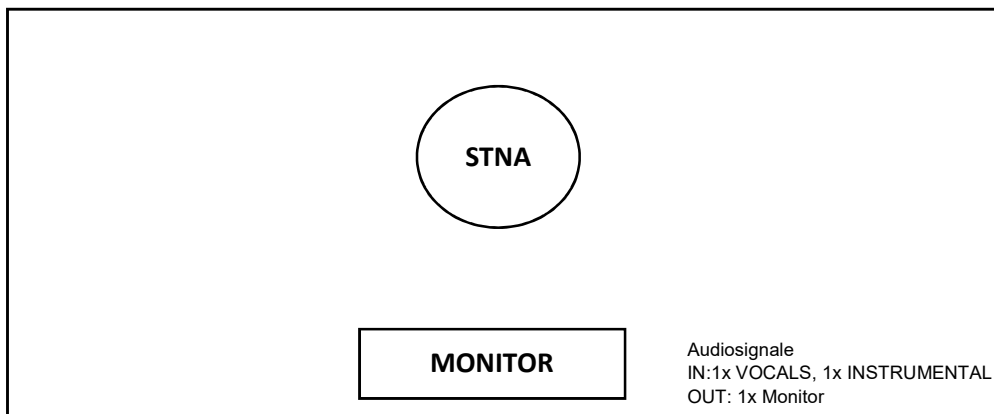 STNA
MONITOR
Audiosignale
IN:1x VOCALS, 1x INSTRUMENTAL
OUT: 1x Monitor